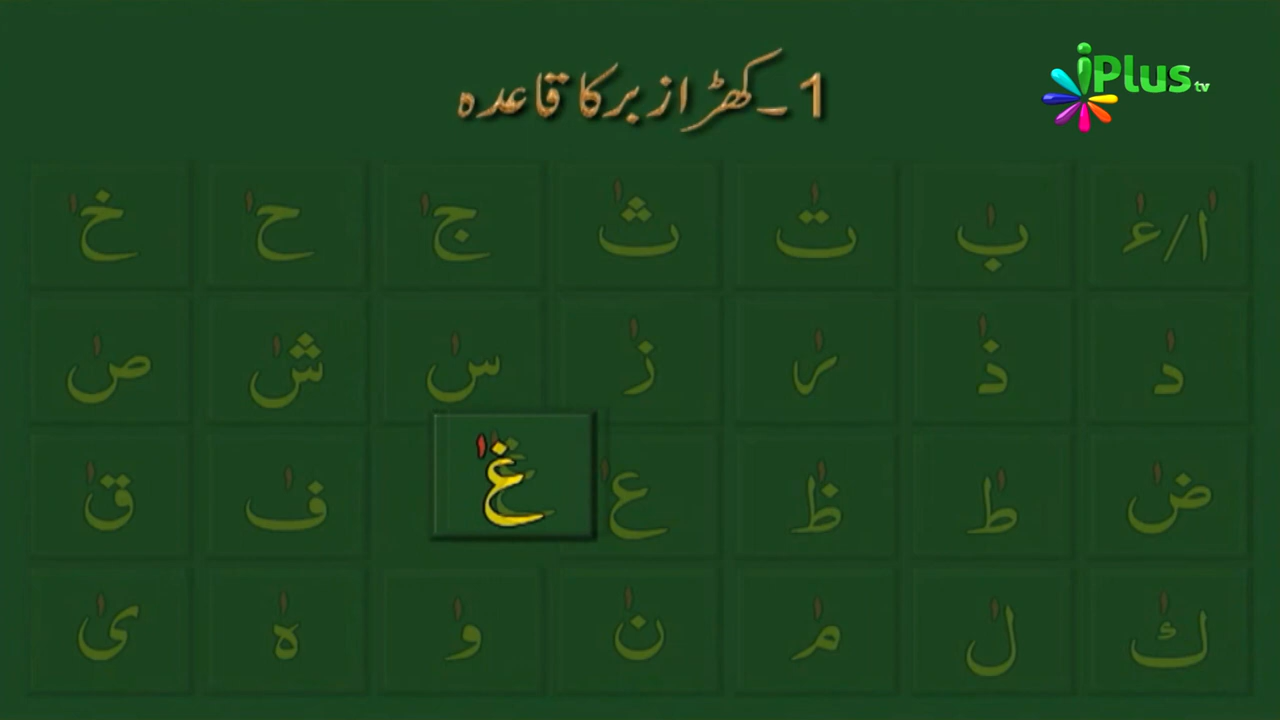 1۔کھڑا زبر کا قاعدہ
iPlus tv
اٰ/عٰ بٰ تٰ ثٰ جٰ حٰ خٰ
دٰ ذٰ رٰ زٰ سٰ شٰ صٰ
ضٰ طٰ ظٰ عٰ غٰ فٰ قٰ
كٰ لٰ مٰ نٰ وٰ هٰ ىٰ